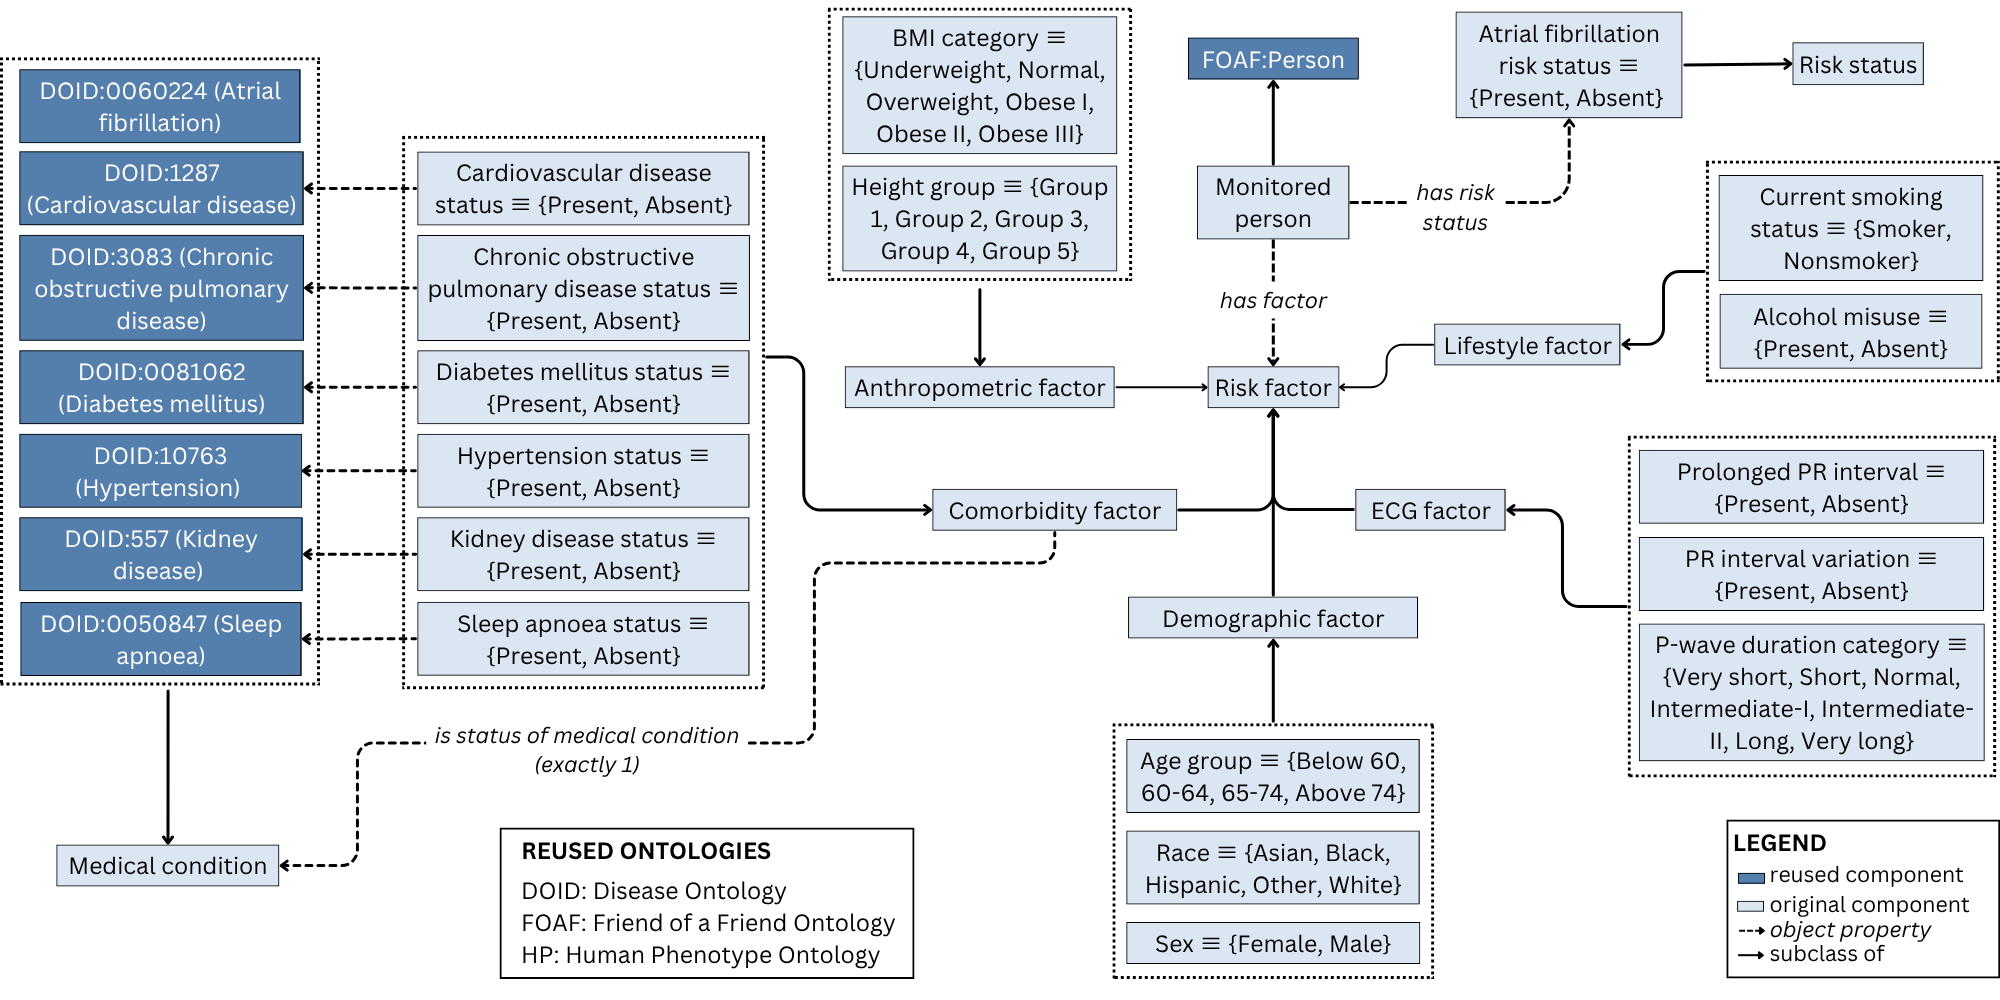 DOID:0060224 (Atrial
fibrillation)
DOID:1287
(Cardiovascular disease)
DOID:3083 (Chronic
obstructive pulmonary
disease)
DOID:0081062
(Diabetes mellitus)
DOID:10763
(Hypertension)
DOID:557 (Kidney
disease)
DOID:0050847 (Sleep
apnoea)
Medical condition
Cardiovascular disease
status ≡ {Present, Absent}
Chronic obstructive
pulmonary disease status ≡
{Present, Absent}
Diabetes mellitus status ≡
{Present, Absent}
Hypertension status ≡
{Present, Absent}
Kidney disease status ≡
{Present, Absent}
Sleep apnoea status ≡
{Present, Absent}
is status of medical condition
(exactly 1)
BMI category ≡
{Underweight, Normal,
Overweight, Obese I,
Obese II, Obese III}
Height group ≡ {Group
1, Group 2, Group 3,
Group 4, Group 5}
Anthropometric factor
Comorbidity factor
FOAF:Person
Monitored
person
has risk
status
has factor
Risk factor
Atrial fibrillation
risk status ≡
{Present, Absent}
Risk status
Current smoking
status ≡ {Smoker,
Nonsmoker}
Alcohol misuse ≡
{Present, Absent}
Lifestyle factor
ECG factor
Prolonged PR interval ≡
{Present, Absent}
PR interval variation ≡
{Present, Absent}
P-wave duration category ≡
{Very short, Short, Normal,
Intermediate-I, Intermediate-
II, Long, Very long}
Demographic factor
Age group ≡ {Below 60,
60-64, 65-74, Above 74}
Race ≡ {Asian, Black,
Hispanic, Other, White}
Sex ≡ {Female, Male}
REUSED ONTOLOGIES
DOID: Disease Ontology
FOAF: Friend of a Friend Ontology
HP: Human Phenotype Ontology
LEGEND
reused component
original component
object property
subclass of